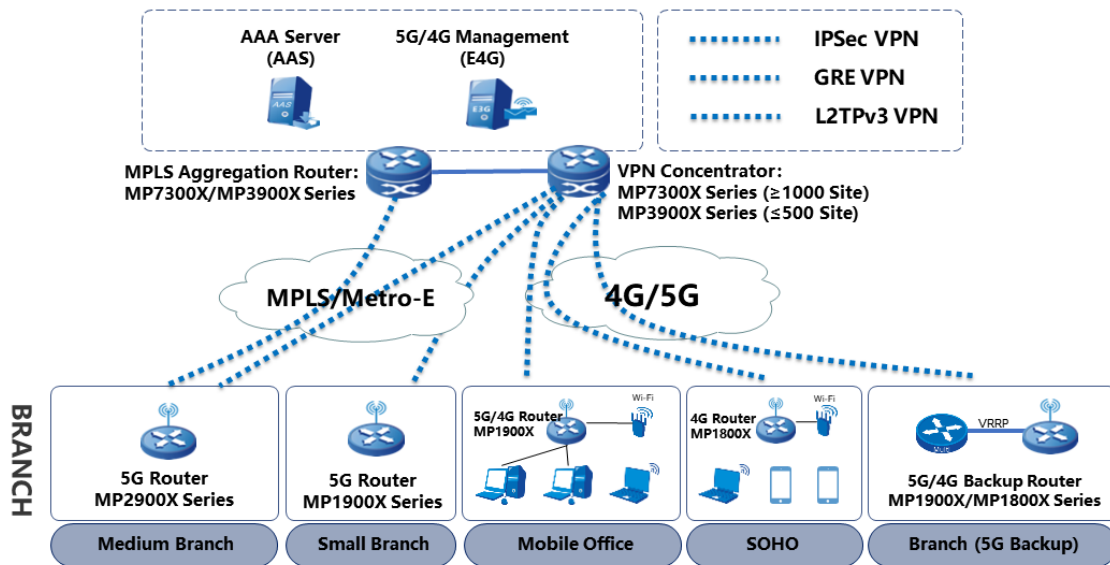 AAA Server
(AAS)
5G/4G Management
(E4G)
AAS
E3G
IPSec VPN
GRE VPN
L2TPv3 VPN
MPLS Aggregation Router:
MP7300X/MP3900X Series
VPN Concentrator:
MP7300X Series (≥1000 Site)
MP3900X Series (≤500 Site)
MPLS/Metro-E
4G/5G
BRANCH
5G Router
MP2900X Series
5G Router
MP1900X Series
5G/4G Router
MP1900X
Wi-Fi
4G Router
MP1800X
Wi-Fi
VRRP
5G/4G Backup Router
MP1900X/MP1800X Series
Medium Branch
Small Branch
Mobile Office
SOHO
Branch (5G Backup)